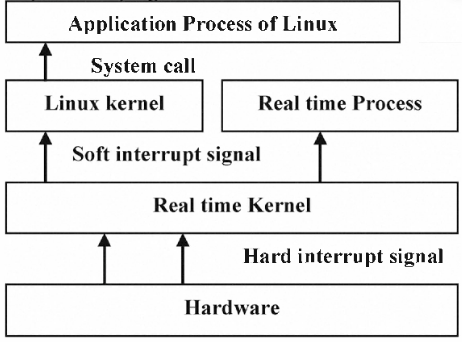 Application Process of Linux
System call
Linux kernel
Real time Process
Soft interrupt signal
Real time Kernel
Hard interrupt signal
Hardware